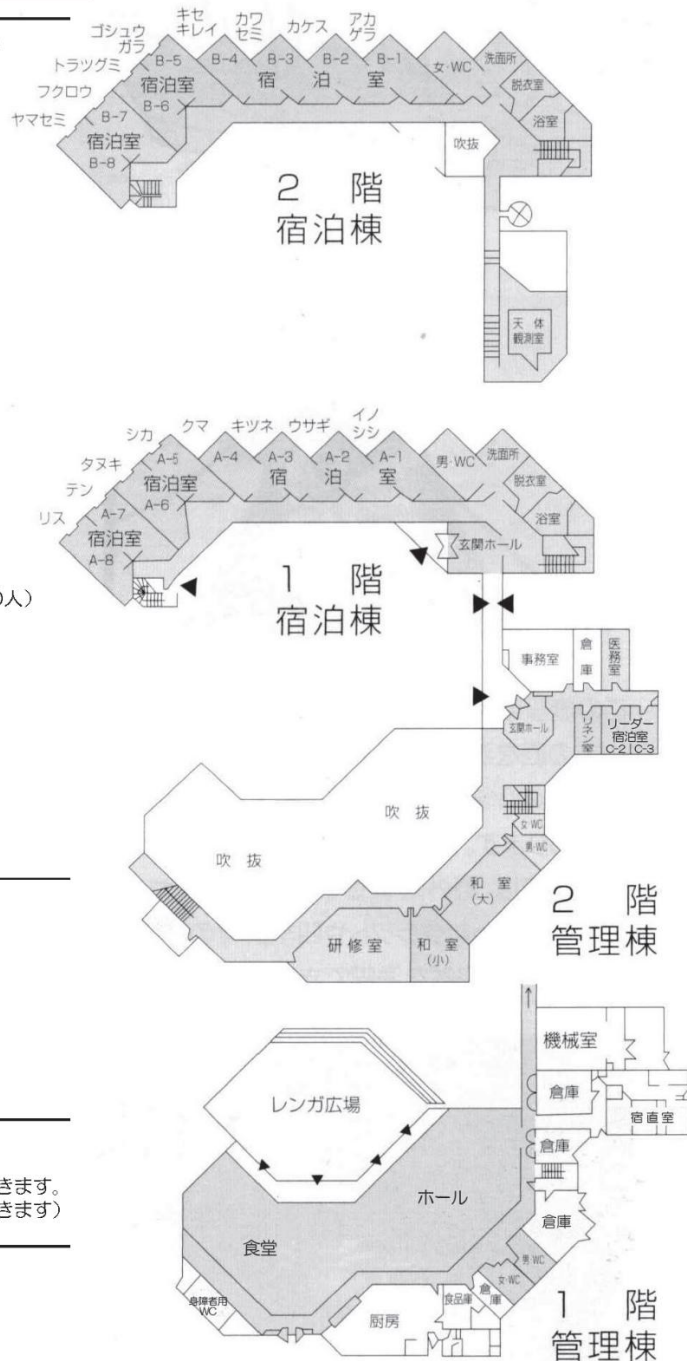 ゴシュウ
ガラ
キセ
キレイ
カワ
セミ
カケス
アカ
ゲラ
トラツグミ
フクロウ
ヤマセミ
B-5
宿泊室
B-6
B-7
宿泊室
B-8
B-4
B-3
B-2
B-1
宿 泊 室
女・WC
洗面所
脱衣室
浴室
吹抜
2 階
宿泊棟
天 体
観測室
シカ
クマ
キツネ
ウサギ
イノ
シシ
タヌキ
テン
リス
A-5
宿泊室
A-6
A-7
宿泊室
A-8
A-4
A-3
A-2
A-1
宿 泊 室
男・WC
洗面所
脱衣室
浴室
玄関ホール
1 階
宿泊棟
人)
事務室
倉庫
医務室
玄関ホール
リネン室
リーダー
宿泊室
C-2|C-3
吹 抜
吹 抜
女・WC
男・WC
和 室
(大)
研修室
和 室
(小)
2 階
管理棟
機械室
倉庫
宿直室
倉庫
倉庫
レンガ広場
ホール
食堂
男・WC
女・WC
倉庫
食品庫
厨房
身障者用
WC
1 階
管理棟
きます。
きます)